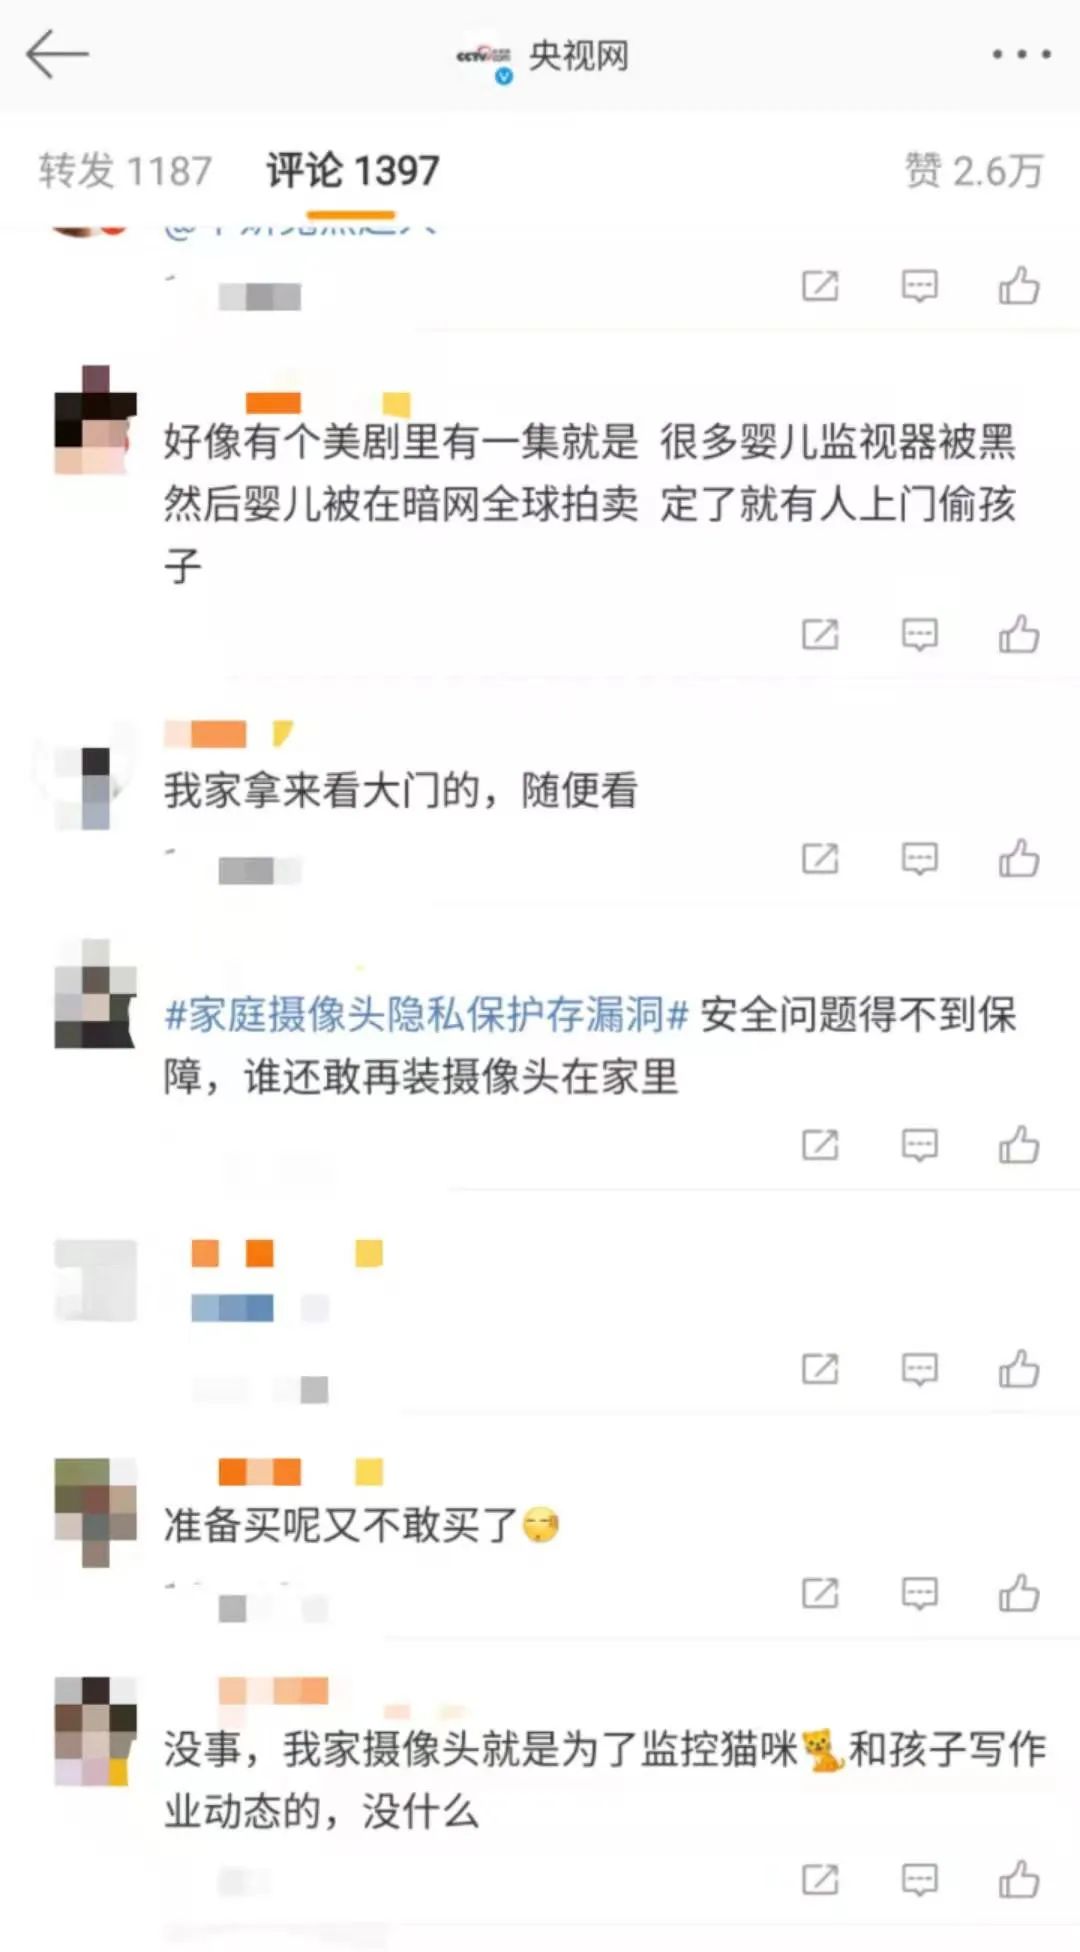 央视网
转发 1187 评论 1397 赞 2.6万
好像有个美剧里有一集就是 很多婴儿监视器被黑
然后婴儿被在暗网全球拍卖 定了就有人上门偷孩
子
我家拿来看大门的，随便看
#家庭摄像头隐私保护存漏洞# 安全问题得不到保
障，谁还敢再装摄像头在家里
准备买呢又不敢买了
没事，我家摄像头就是为了监控猫咪🐈和孩子写作
业动态的，没什么